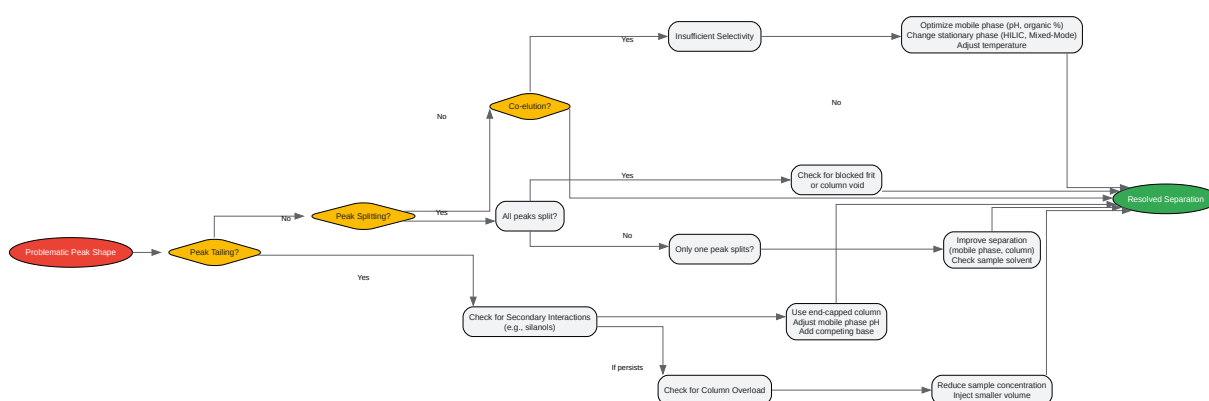 Optimize mobile phase (pH, organic %)
Change stationary phase (HILIC, Mixed-Mode)
Adjust temperature
Insufficient Selectivity
Yes
Co-elution?
No
No
Yes
Check for blocked frit
or column void
Resolved Separation
Peak Splitting?
Yes
All peaks split?
No
No
Only one peak splits?
Improve separation
(mobile phase, column)
Check sample solvent
Problematic Peak Shape
Peak Tailing?
Yes
Check for Secondary Interactions
(e.g., silanols)
Use end-capped column
Adjust mobile phase pH
Add competing base
If persists
Check for Column Overload
Reduce sample concentration
Inject smaller volume